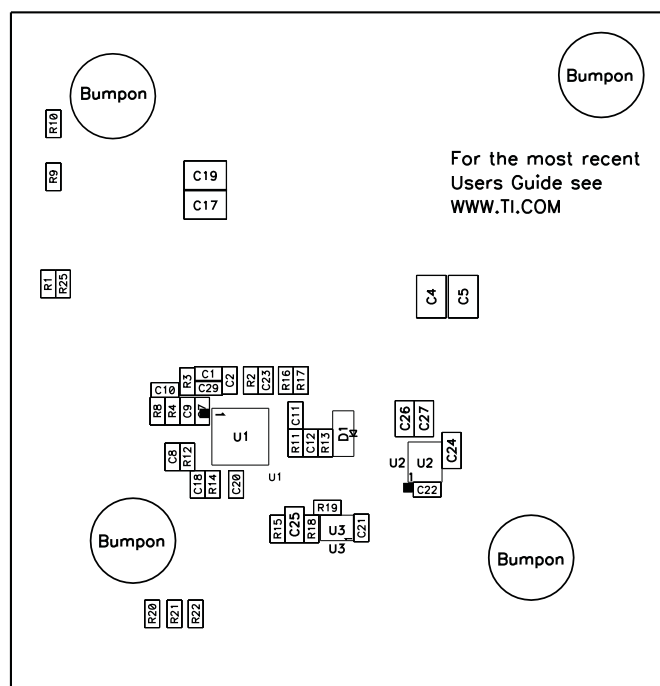 Bumpon
Bumpon
R10
For the most recent
Users Guide see
WWW.TI.COM
R9
C19
C17
R1
R25
C4
C5
R3
C1
C2
R2
C23
R16
R17
C10
C29
R8
R4
C9
1
U1
C11
R11
C12
R13
D1
C26
C27
C24
U2
U2
1
C22
C8
R12
U1
C18
R14
C20
R19
R15
C25
R18
U3
1
C21
U3
Bumpon
Bumpon
R20
R21
R22